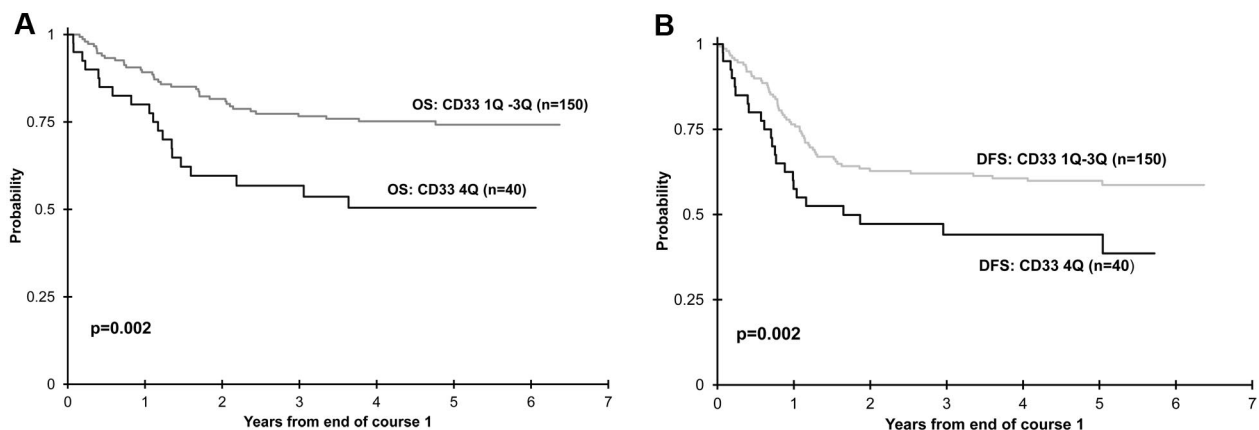 A
1
0.75
0.5
0.25
0
Probability
OS: CD33 1Q -3Q (n=150)
OS: CD33 4Q (n=40)
p=0.002
0 1 2 3 4 5 6 7
Years from end of course 1
B
1
0.75
0.5
0.25
0
Probability
DFS: CD33 1Q-3Q (n=150)
DFS: CD33 4Q (n=40)
p=0.002
0 1 2 3 4 5 6 7
Years from end of course 1